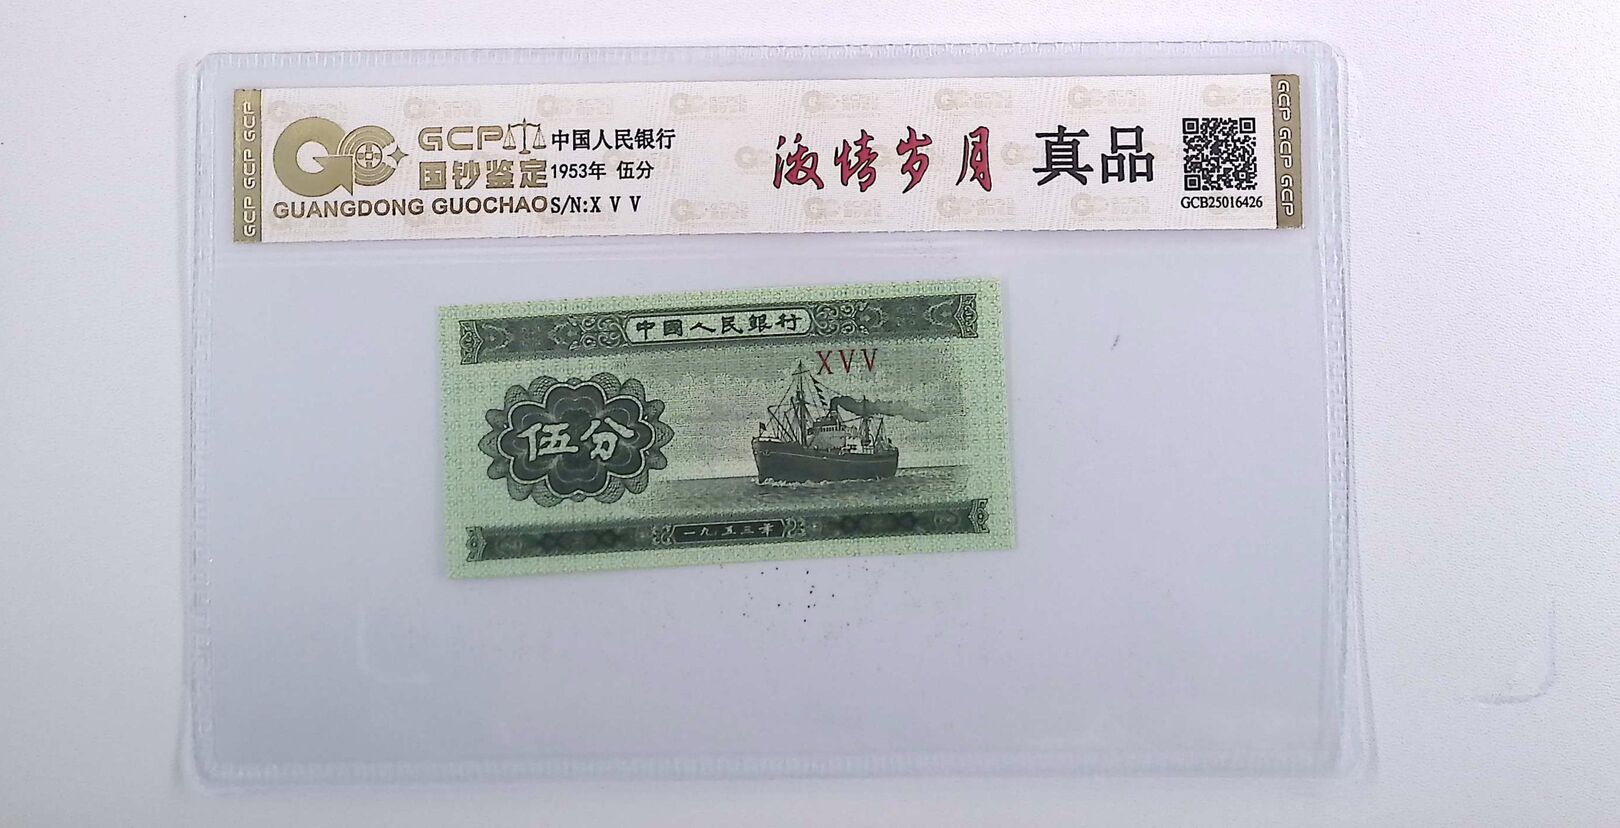 GCP GCP GCP
GCP
国钞鉴定
GUANGDONG GUOCHAO
中国人民银行
1953年 伍分
S/N:X V V
激情岁月 真品
GCB25016426
GCP GCP GCP
中國人民銀行
XVV
伍分
一九五三年